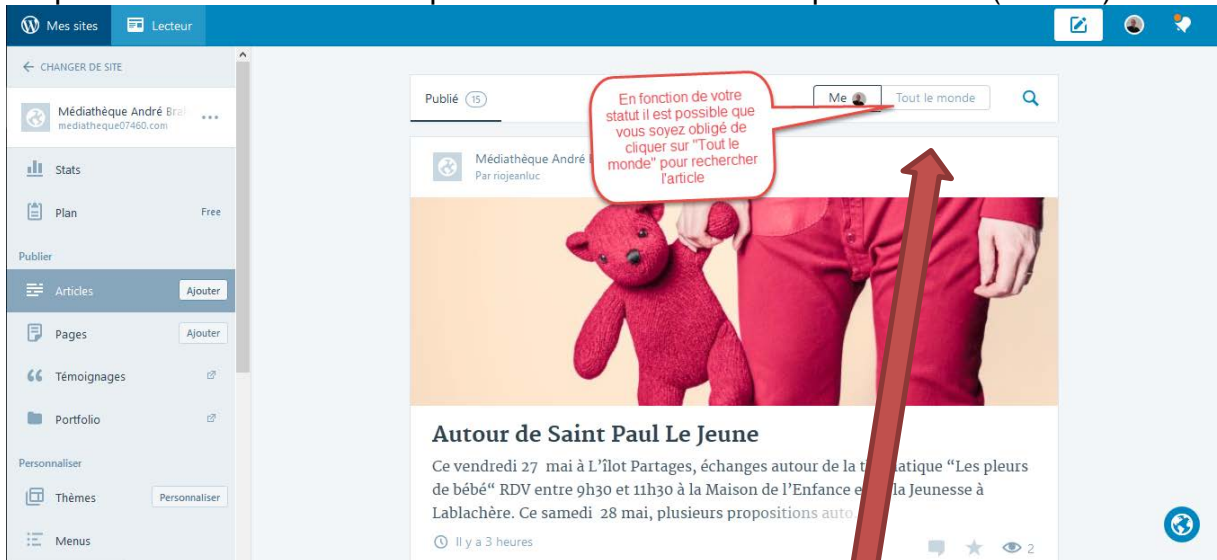 Mes sites
Lecteur
CHANGER DE SITE
Médiathèque André Bra
mediatheque07460.com
Stats
Plan
Free
Publier
Articles
Ajouter
Pages
Ajouter
Témoignages
Portfolio
Personnaliser
Thèmes
Personnaliser
Menus
Publié 15
Me
Tout le monde
En fonction de votre
statut il est possible que
vous soyez obligé de
cliquer sur "Tout le
monde" pour rechercher
l'article
Médiathèque André
Par riojeanluc
Autour de Saint Paul Le Jeune
Ce vendredi 27 mai à L'îlot Partages, échanges autour de la t atique “Les pleurs
de bébé“ RDV entre 9h30 et 11h30 à la Maison de l'Enfance e la Jeunesse à
Lablachère. Ce samedi 28 mai, plusieurs propositions auto
Il y a 3 heures
2